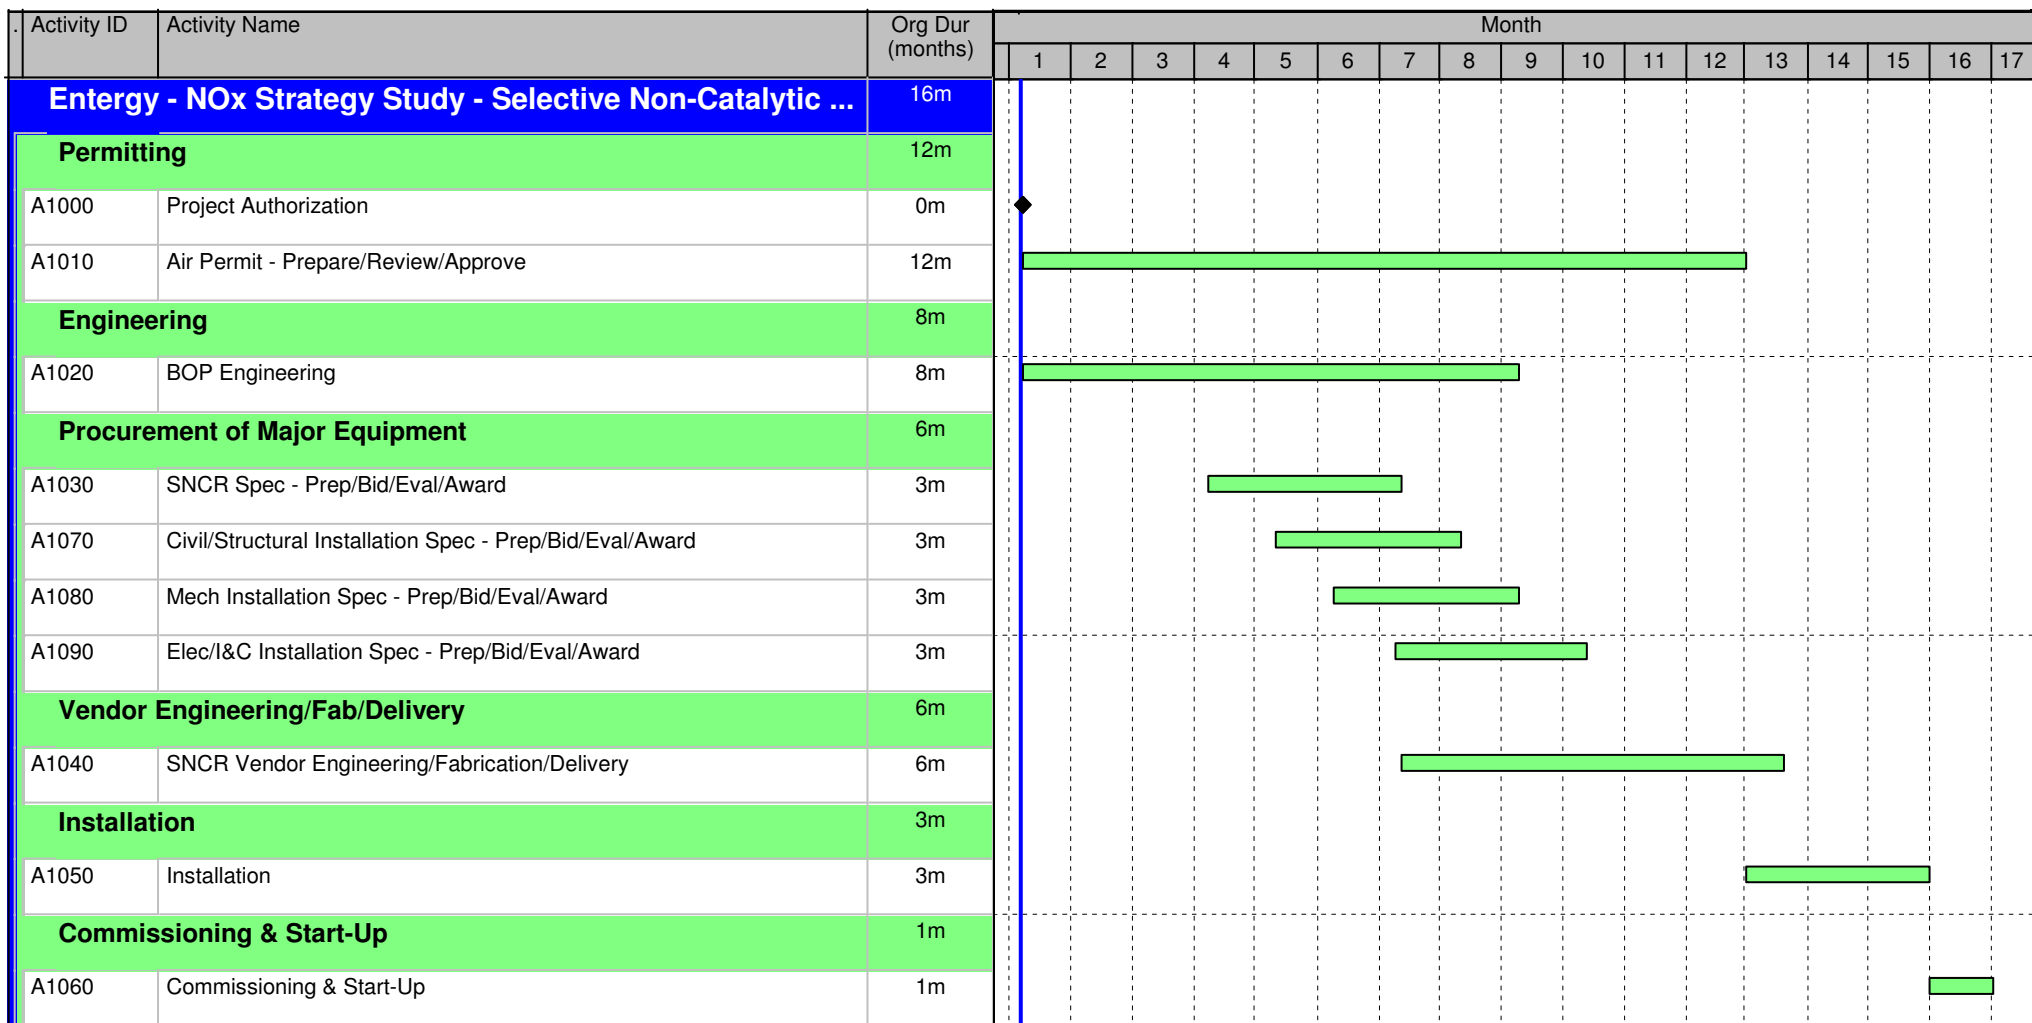 . Activity ID Activity Name Org Dur Month
(months)
1 2 3 4 5 6 7 8 9 10 11 12 13 14 15 16 17
Entergy - NOx Strategy Study - Selective Non-Catalytic ... 16m
Permitting 12m
A1000 Project Authorization 0m
A1010 Air Permit - Prepare/Review/Approve 12m
Engineering 8m
A1020 BOP Engineering 8m
Procurement of Major Equipment 6m
A1030 SNCR Spec - Prep/Bid/Eval/Award 3m
A1070 Civil/Structural Installation Spec - Prep/Bid/Eval/Award 3m
A1080 Mech Installation Spec - Prep/Bid/Eval/Award 3m
A1090 Elec/I&C Installation Spec - Prep/Bid/Eval/Award 3m
Vendor Engineering/Fab/Delivery 6m
A1040 SNCR Vendor Engineering/Fabrication/Delivery 6m
Installation 3m
A1050 Installation 3m
Commissioning & Start-Up 1m
A1060 Commissioning & Start-Up 1m